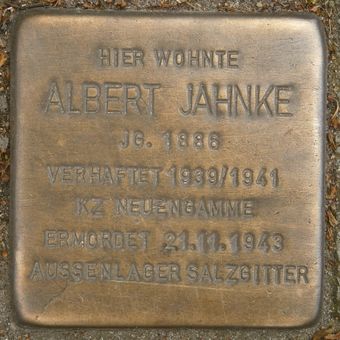 HIER WOHNTE
ALBERT JAHNKE
JG. 1886
VERHAFTET 1939/1941
KZ NEUENGAMME
ERMORDET 21.11.1943
AUSSENLAGER SALZGITTER